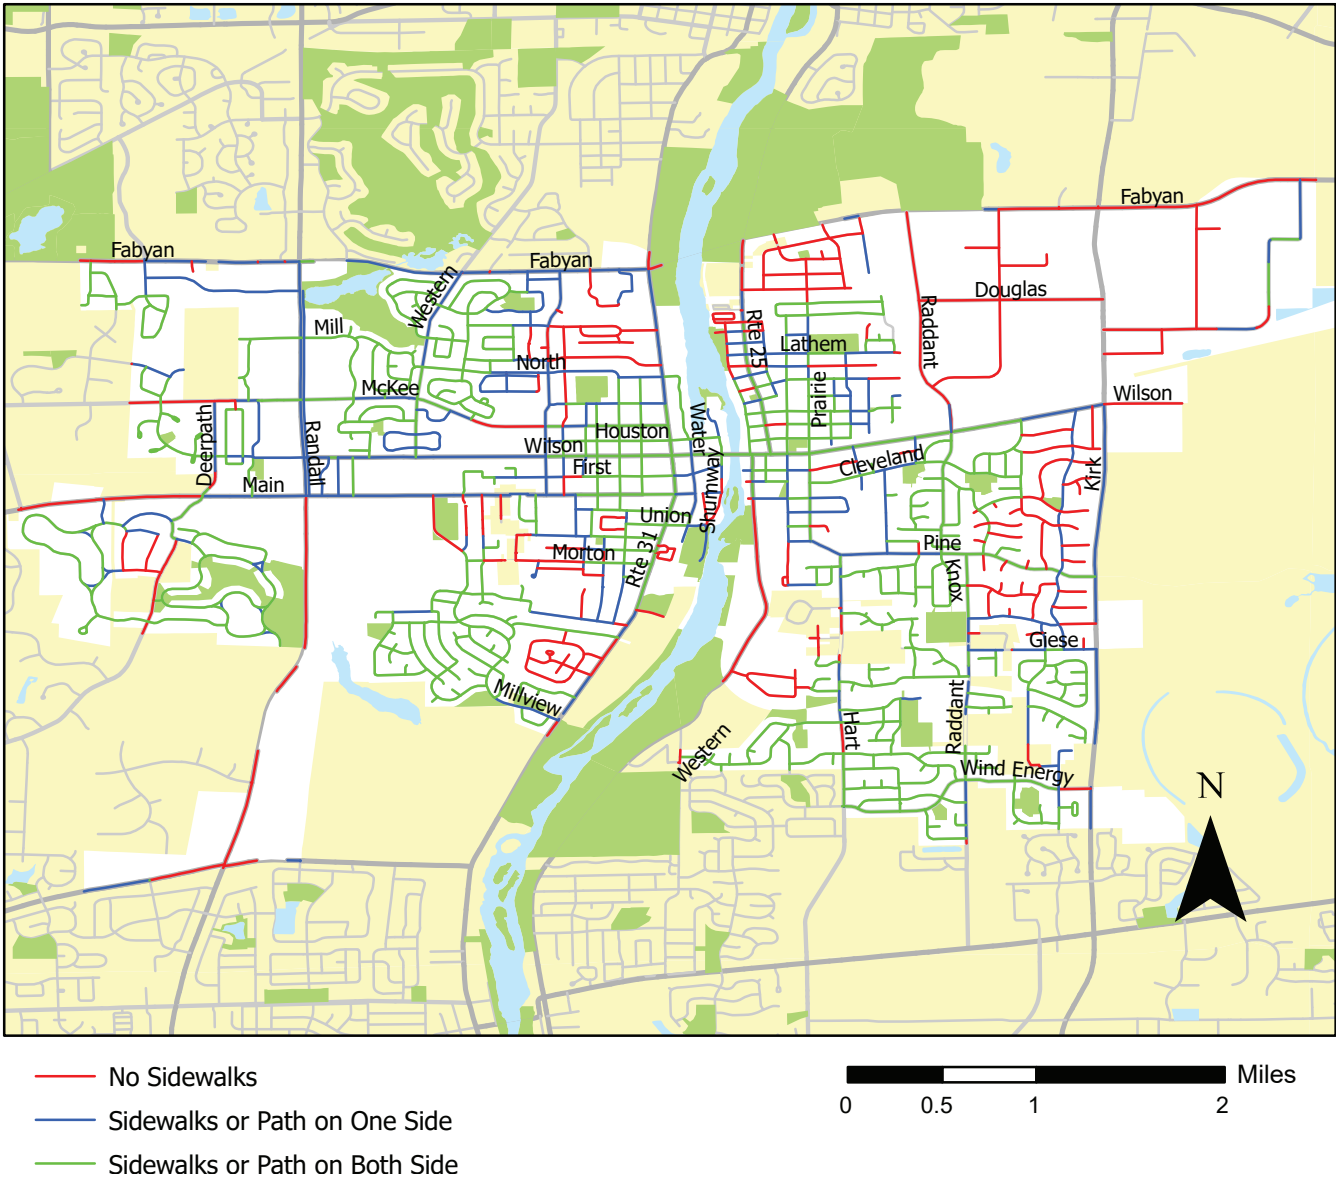 Fabyan
Fabyan
Fabyan
Western
Douglas
Raddant
Rte 25
Mill
Lathem
North
McKee
Prairie
Wilson
Deerpath
Randall
Water
Houston
Wilson
First
Shumway
Cleveland
Kirk
Main
Union
Rte 31
Morton
Pine
Knox
Giese
Millview
Western
Hart
Raddant
Wind Energy
N
No Sidewalks
Sidewalks or Path on One Side
Sidewalks or Path on Both Side
Miles
0 0.5 1 2